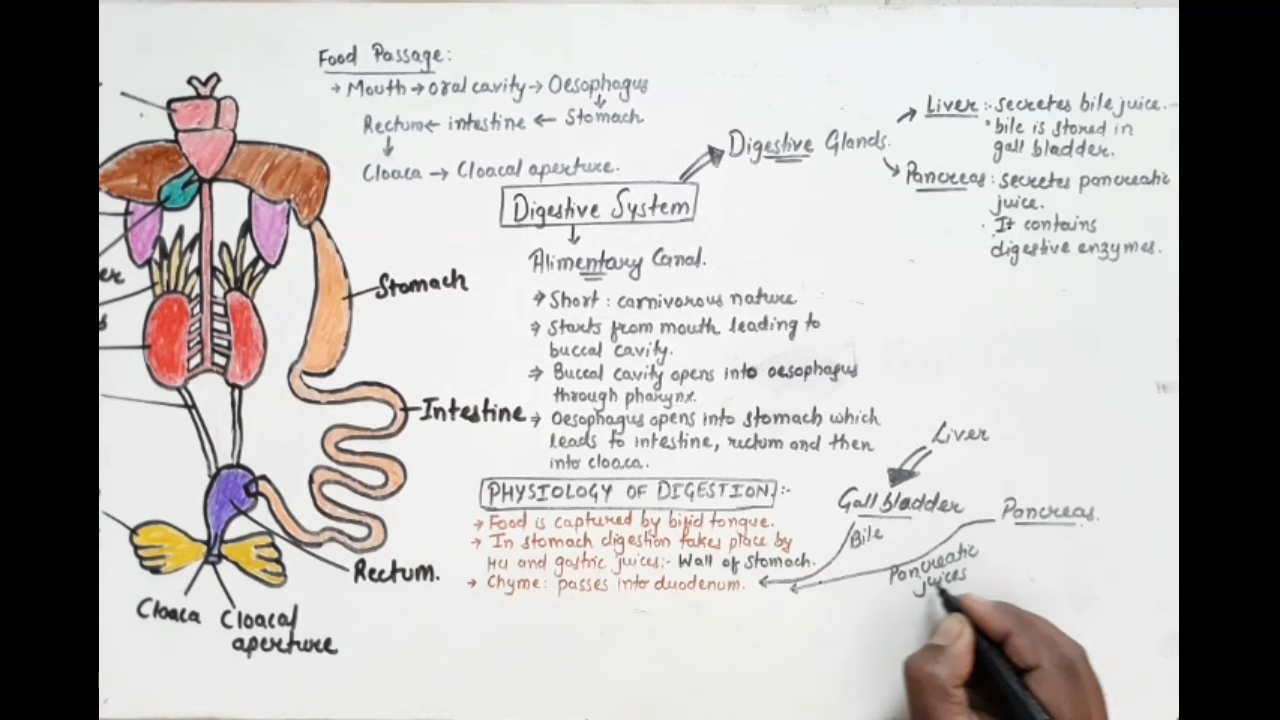 Food Passage:
→ Mouth → oral cavity → Oesophagus
↓
Rectum ← intestine ← Stomach
↓
Cloaca → Cloacal aperture.
Digestive Glands.
→ Liver :- secretes bile juice.
• bile is stored in
gall bladder.
→ Pancreas : secretes pancreatic
juice.
• It contains
digestive enzymes.
Digestive System
↓
Alimentary Canal.
→ Short : carnivorous nature
→ Starts from mouth leading to
buccal cavity.
→ Buccal cavity opens into oesophagus
through pharynx.
→ Oesophagus opens into stomach which
leads to intestine, rectum and then
into cloaca.
PHYSIOLOGY OF DIGESTION :-
→ Food is captured by bifid tongue.
→ In stomach digestion takes place by
Hcl and gastric juices :- Wall of stomach.
→ Chyme : passes into duodenum.
Liver
Gall bladder
Bile
Pancreas.
Pancreatic
juices
Stomach
Intestine
Rectum.
Cloaca
Cloacal
aperture
er
s